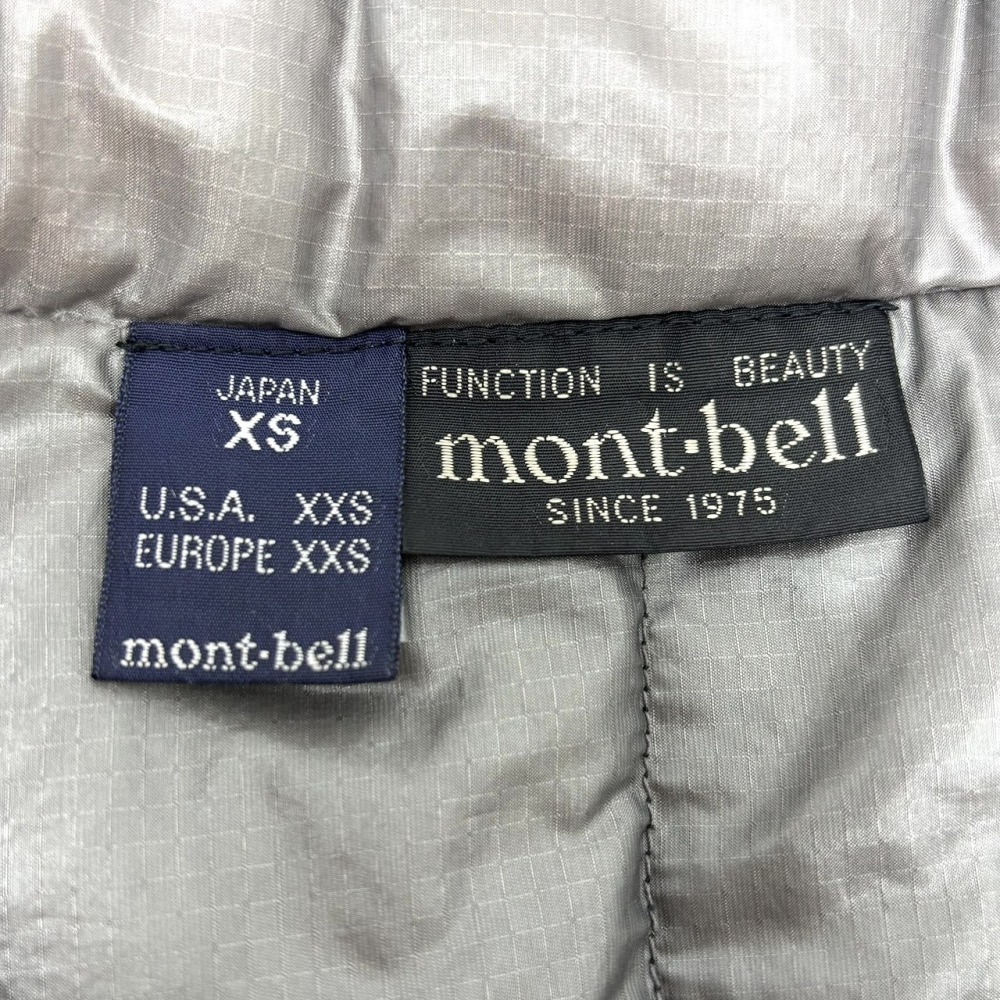 JAPAN
XS
U.S.A. XXS
EUROPE XXS
mont·bell
FUNCTION IS BEAUTY
mont·bell
SINCE 1975